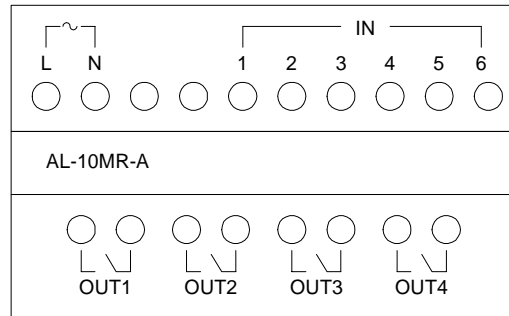 IN
L N 1 2 3 4 5 6
AL-10MR-A
OUT1 OUT2 OUT3 OUT4